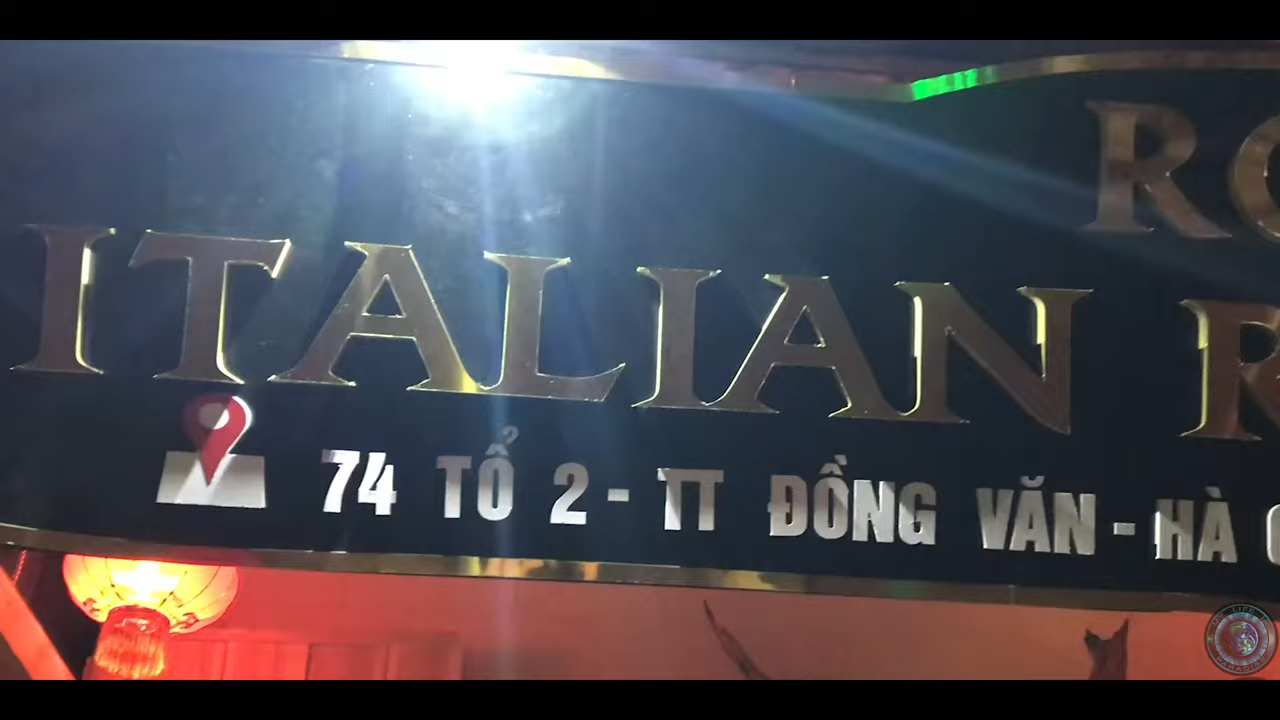 RO
ITALIAN R
74 TỔ 2 - TT ĐỒNG VĂN - HÀ G